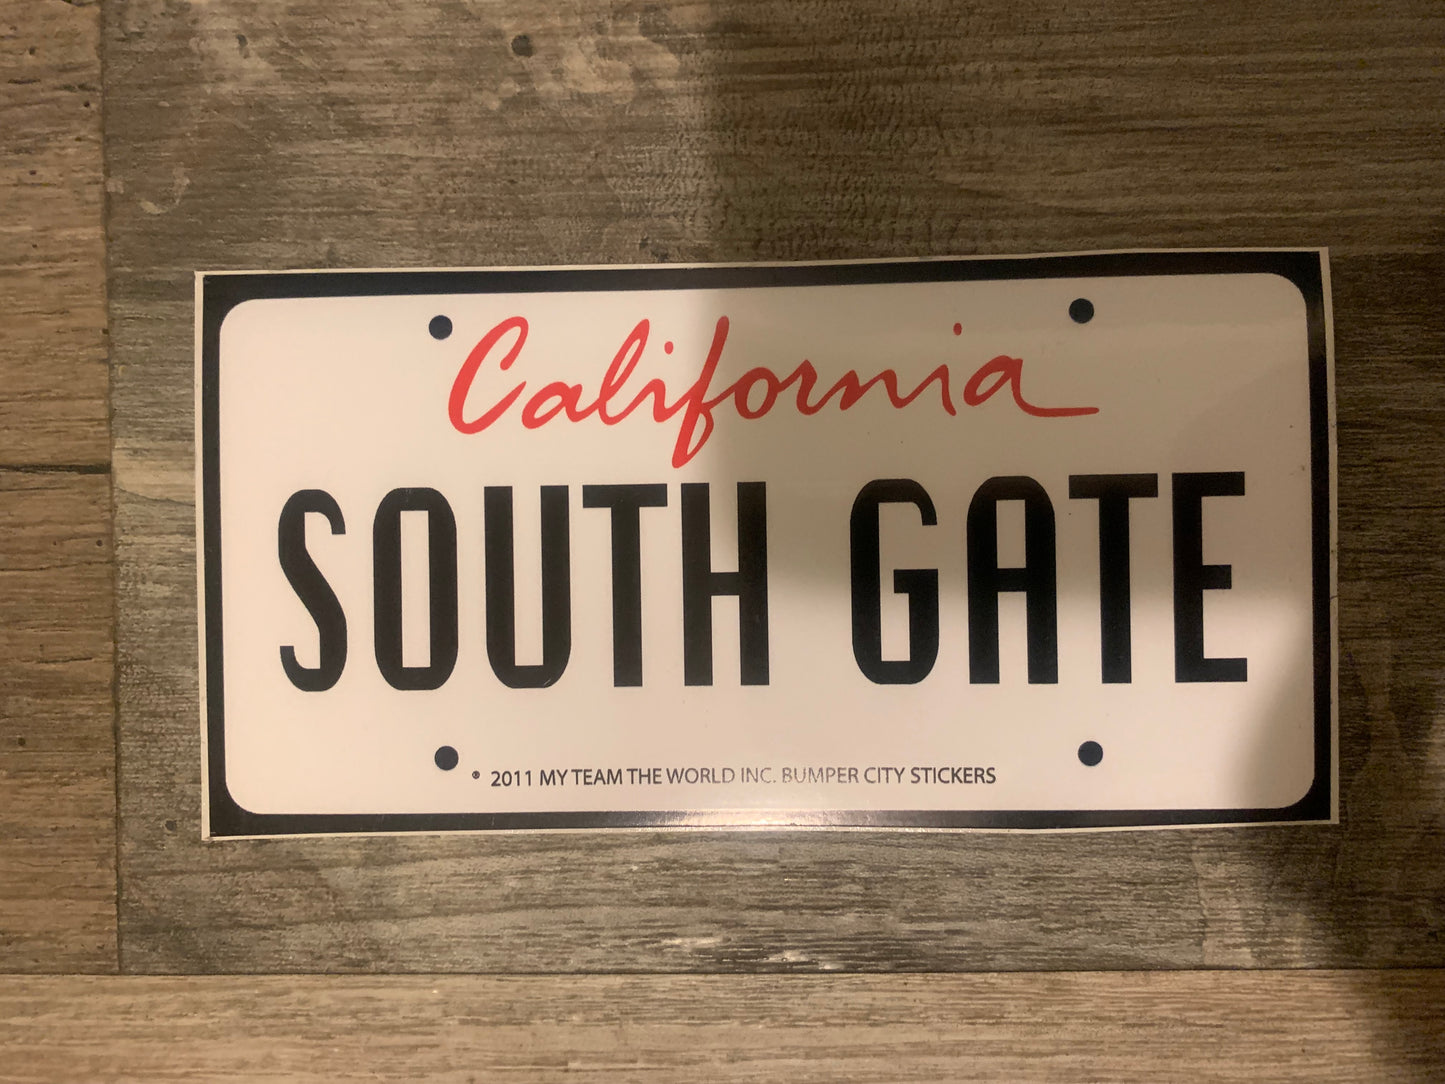 California
SOUTH GATE
® 2011 MY TEAM THE WORLD INC. BUMPER CITY STICKERS